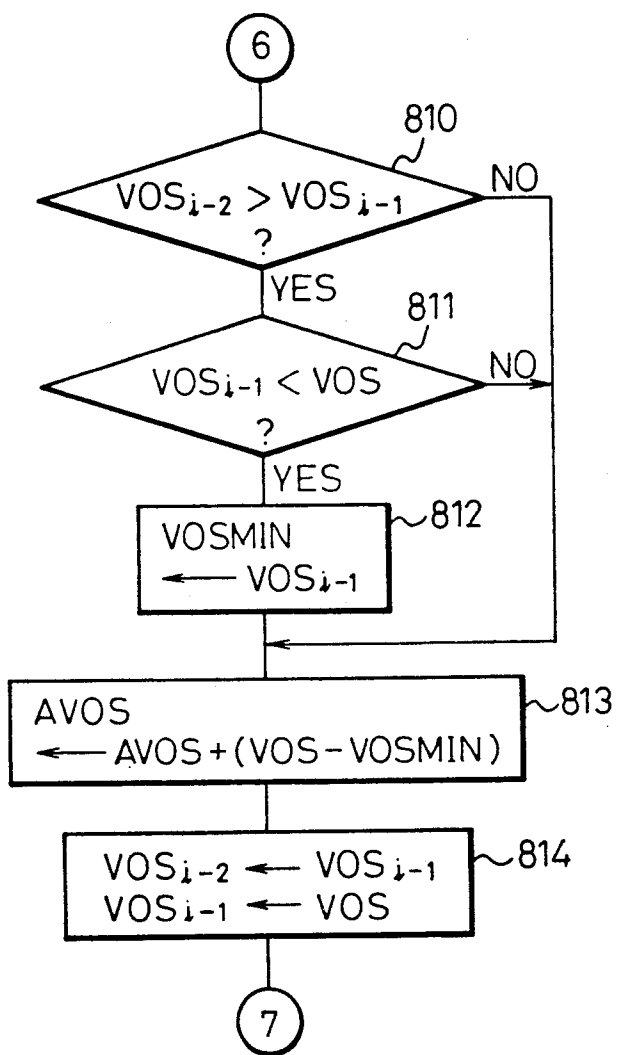 6
810
VOSi-2 > VOSi-1
?
NO
YES
811
VOSi-1 < VOS
?
NO
YES
812
VOSMIN
← VOSi-1
813
AVOS
← AVOS+(VOS-VOSMIN)
814
VOSi-2 ← VOSi-1
VOSi-1 ← VOS
7